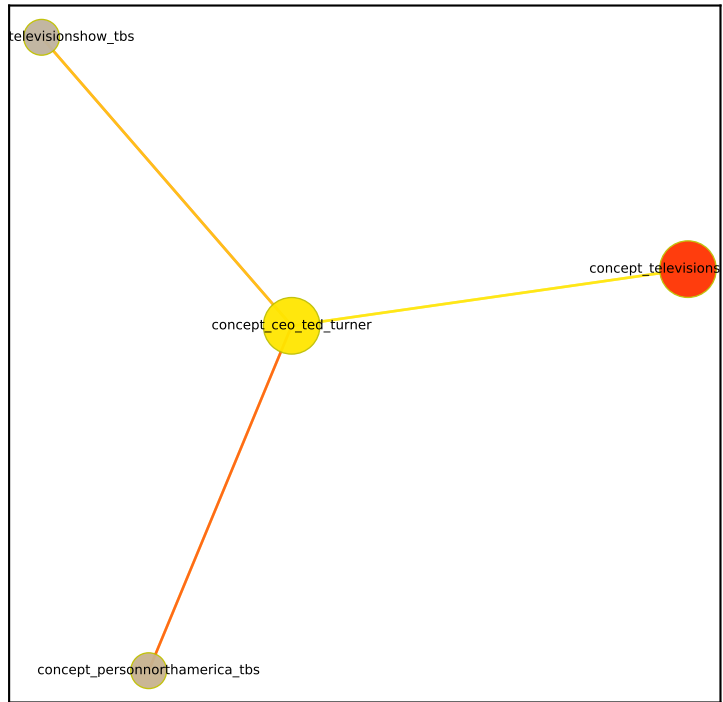 televisionshow_tbs
concept_televisions
concept_ceo_ted_turner
concept_personnorthamerica_tbs